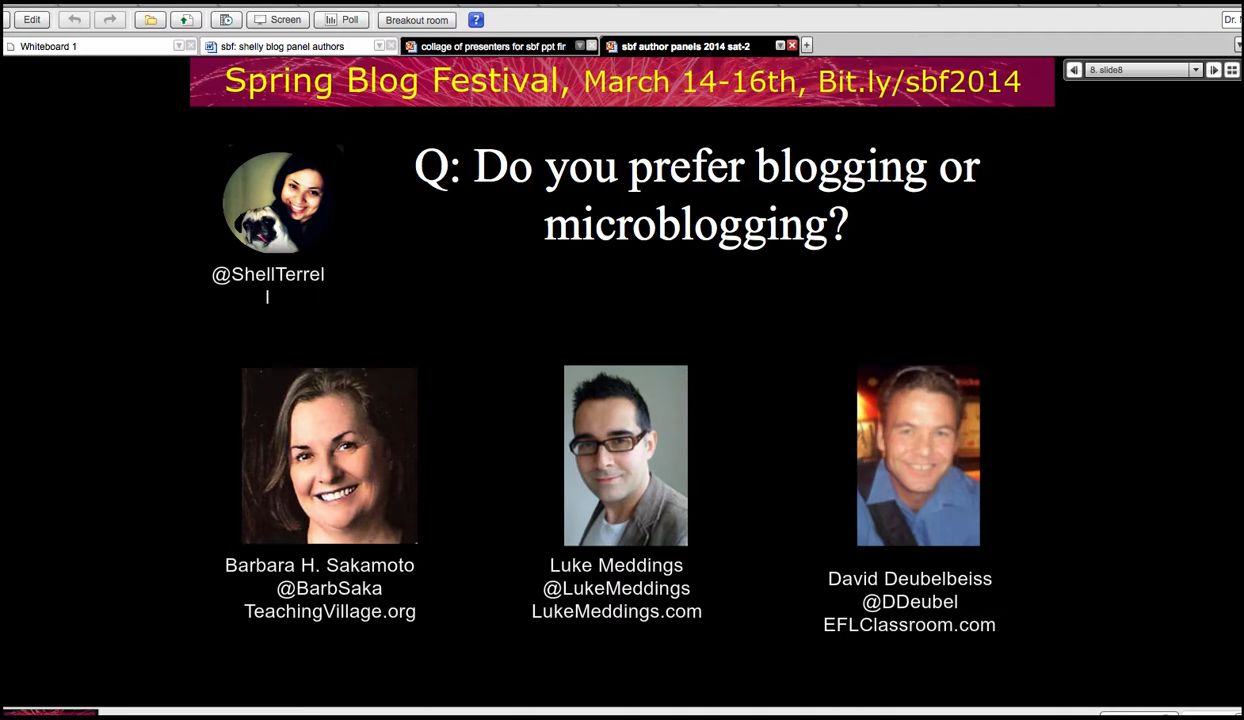 Edit
Screen
Poll
Breakout room
?
Dr.
Whiteboard 1
sbf: shelly blog panel authors
collage of presenters for sbf ppt fir
sbf author panels 2014 sat-2
Spring Blog Festival, March 14-16th, Bit.ly/sbf2014
8. slide8
Q: Do you prefer blogging or
microblogging?
@ShellTerrel
l
Barbara H. Sakamoto
@BarbSaka
TeachingVillage.org
Luke Meddings
@LukeMeddings
LukeMeddings.com
David Deubelbeiss
@DDeubel
EFLClassroom.com